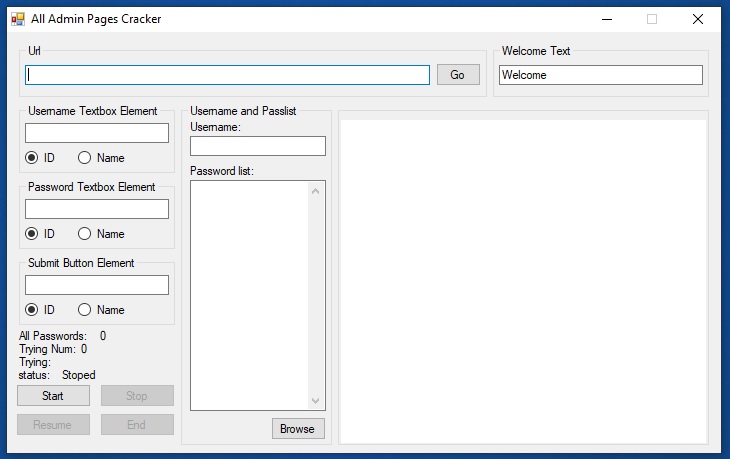 All Admin Pages Cracker
Url
Go
Welcome Text
Welcome
Username Textbox Element
ID Name
Password Textbox Element
ID Name
Submit Button Element
ID Name
All Passwords: 0
Trying Num: 0
Trying:
status: Stoped
Start Stop
Resume End
Username and Passlist
Username:
Password list:
Browse